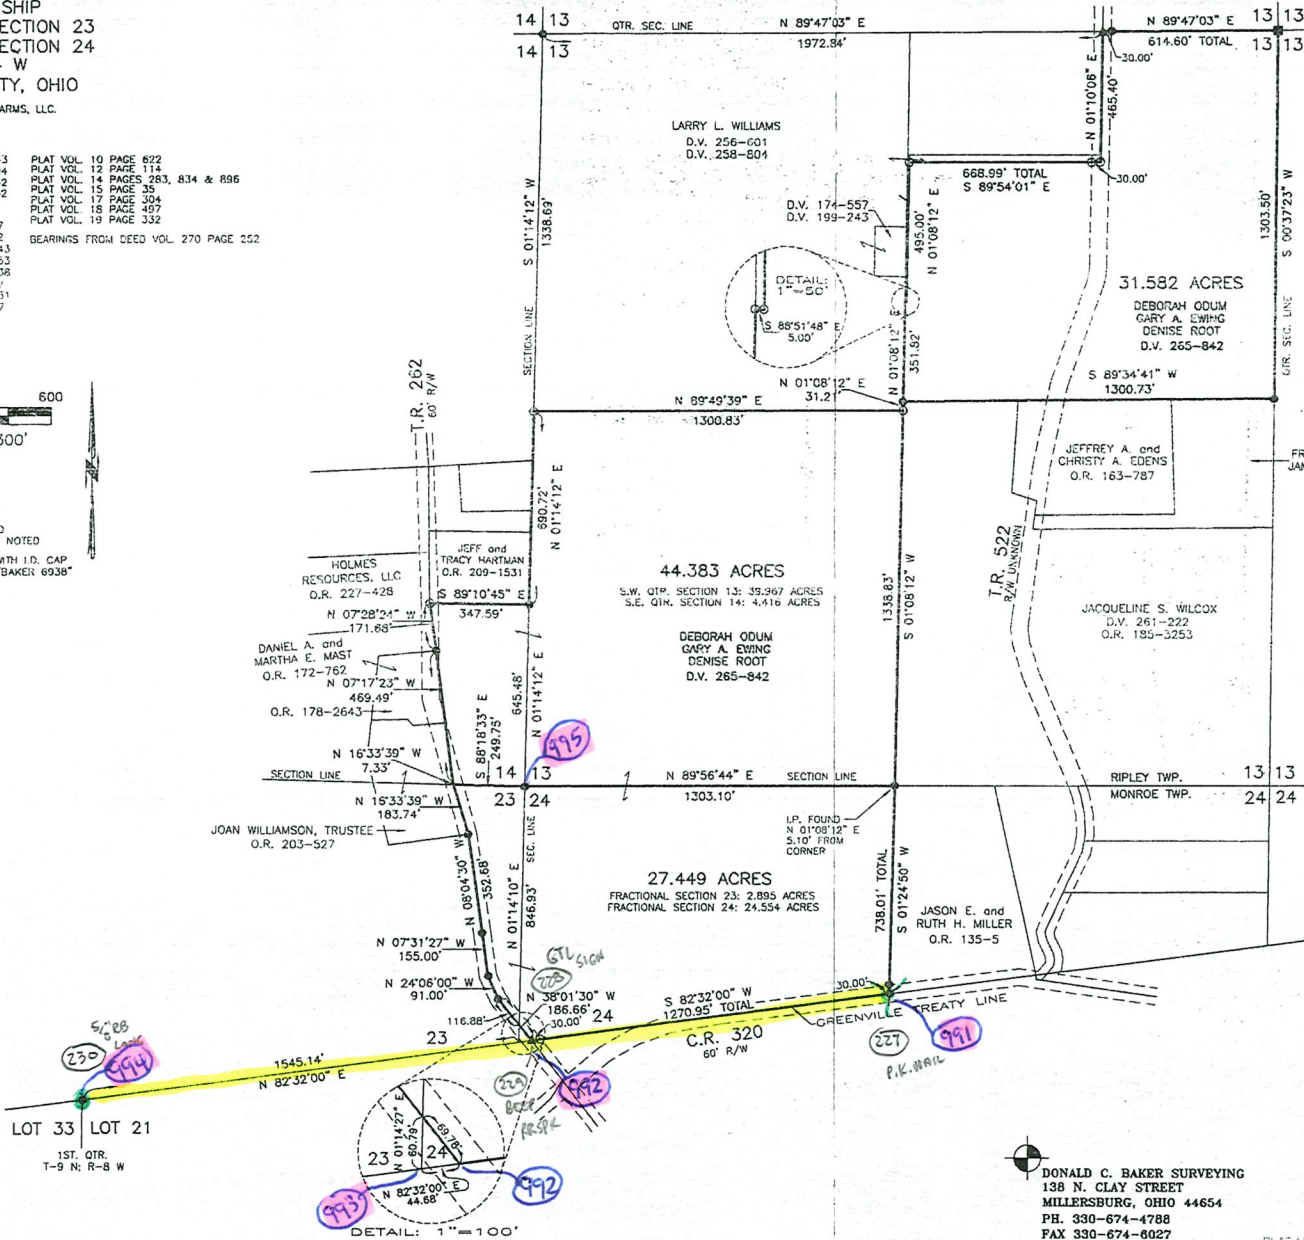 SHIP
ECTION 23
ECTION 24
W
TY, OHIO
ARMS, LLC.
PLAT VOL. 10 PAGE 622
PLAT VOL. 12 PAGE 114
PLAT VOL. 14 PAGES 283, 834 & 896
PLAT VOL. 15 PAGE 35
PLAT VOL. 17 PAGE 304
PLAT VOL. 18 PAGE 497
PLAT VOL. 19 PAGE 332
BEARINGS FROM DEED VOL. 270 PAGE 252
600
300'
NOTED
WITH I.D. CAP
"BAKER 6938"
14 13
14 13
QTR. SEC. LINE
N 89°47'03" E
1972.84'
N 89°47'03" E
614.60' TOTAL
13 13
13 13
30.00'
N 01°10'06" E
465.40'
LARRY L. WILLIAMS
D.V. 256-601
D.V. 258-804
668.99' TOTAL
S 89°54'01" E
30.00'
S 01°14'12" W
1338.69'
SECTION LINE
D.V. 174-557
D.V. 199-243
495.00'
N 01°08'12" E
1303.50'
S 00°37'23" W
QTR. SEC. LINE
DETAIL:
1"=50'
S 88°51'48" E
5.00'
31.582 ACRES
DEBORAH ODUM
GARY A. EWING
DENISE ROOT
D.V. 265-842
N 01°08'12" E
351.82'
S 89°34'41" W
1300.73'
N 01°08'12" E
31.21'
N 89°49'39" E
1300.83'
T.R. 262
60' R/W
JEFFREY A. and
CHRISTY A. EDENS
O.R. 163-787
FR
JAN
690.72'
N 01°14'12" E
JEFF and
TRACY HARTMAN
O.R. 209-1531
HOLMES
RESOURCES, LLC
O.R. 227-428
S 89°10'45" E
347.59'
N 07°28'24" W
171.68'
44.383 ACRES
S.W. QTR. SECTION 13: 39.967 ACRES
S.E. QTR. SECTION 14: 4.416 ACRES
DEBORAH ODUM
GARY A. EWING
DENISE ROOT
D.V. 265-842
1338.83'
S 01°08'12" W
T.R. 522
R/W UNKNOWN
JACQUELINE S. WILCOX
D.V. 261-222
O.R. 185-3253
DANIEL A. and
MARTHA E. MAST
O.R. 172-762
N 07°17'23" W
469.49'
O.R. 178-2643
645.48'
N 01°14'12" E
S 88°18'33" E
249.75'
995
N 16°33'39" W
7.33'
SECTION LINE
14 13
23 24
N 89°56'44" E
1303.10'
SECTION LINE
RIPLEY TWP.
MONROE TWP.
13 13
24 24
N 16°33'39" W
183.74'
JOAN WILLIAMSON, TRUSTEE
O.R. 203-527
I.P. FOUND
N 01°08'12" E
5.10' FROM
CORNER
SEC. LINE
N 01°14'10" E
846.93'
N 08°04'30" W
352.68'
27.449 ACRES
FRACTIONAL SECTION 23: 2.895 ACRES
FRACTIONAL SECTION 24: 24.554 ACRES
738.01' TOTAL
S 01°24'50" W
JASON E. and
RUTH H. MILLER
O.R. 135-5
N 07°31'27" W
155.00'
GTL SIGN
228
N 24°06'00" W
91.00'
N 38°01'30" W
186.66'
30.00'
116.88'
23
24
S 82°32'00" W
1270.95' TOTAL
30.00'
GREENVILLE TREATY LINE
C.R. 320
60' R/W
227
991
P.K. NAIL
5/8" RB
230
994
1545.14'
N 82°32'00" E
229
992
RRSPK
LOT 33
LOT 21
1ST. QTR.
T-9 N; R-8 W
N 01°14'27" E
60.79'
69.78'
23
24
N 82°32'00" E
44.68'
993
992
DETAIL: 1"=100'
DONALD C. BAKER SURVEYING
138 N. CLAY STREET
MILLERSBURG, OHIO 44654
PH. 330-674-4788
FAX 330-674-6027